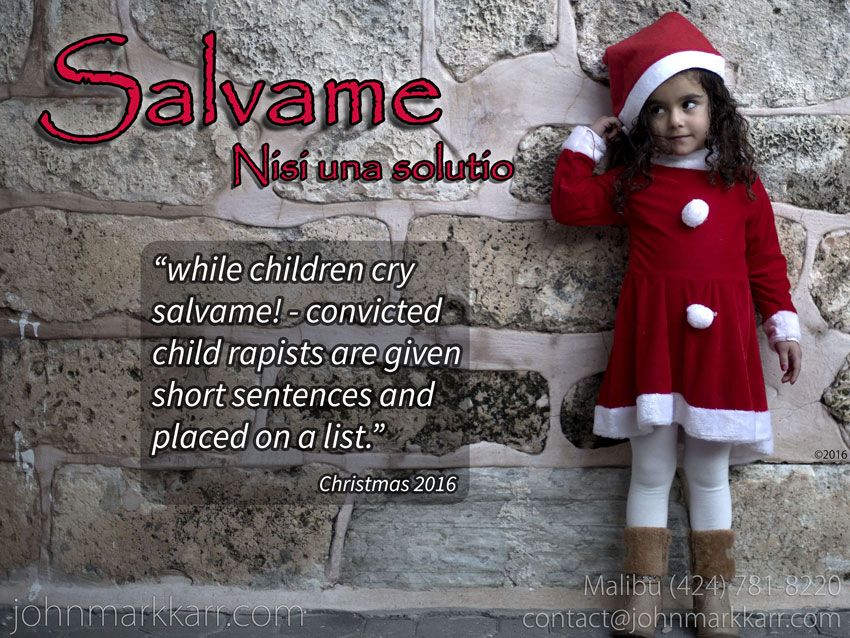 Salvame
Nisi una solutio
“while children cry
salvame! - convicted
child rapists are given
short sentences and
placed on a list.”
Christmas 2016
©2016
Malibu (424) 781-8220
johnmarkkarr.com
contact@johnmarkkarr.com